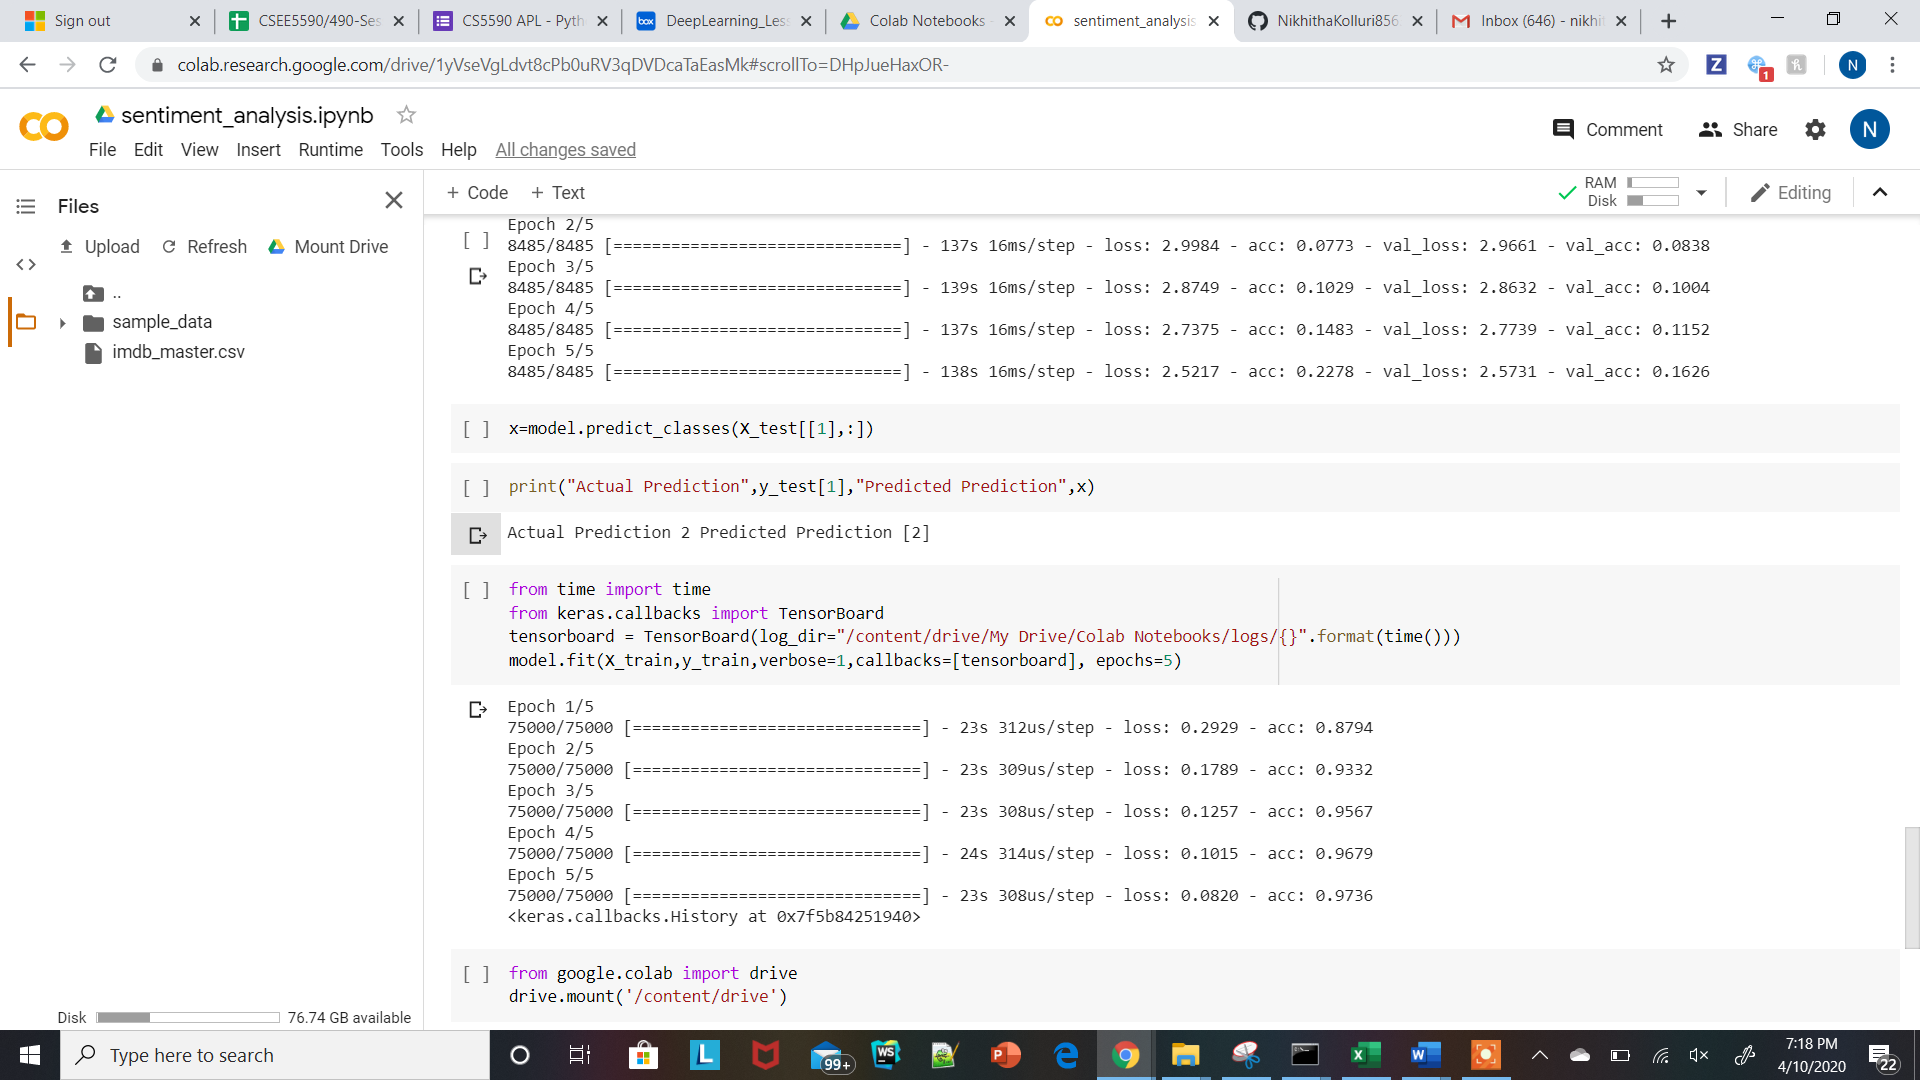 Sign out
CSEE5590/490-Ses
CS5590 APL - Pyth
DeepLearning_Less
Colab Notebooks
sentiment_analysis
NikhithaKolluri856
Inbox (646) - nikhit
colab.research.google.com/drive/1yVseVgLdvt8cPb0uRV3qDVDcaTaEasMk#scrollTo=DHpJueHaxOR-
sentiment_analysis.ipynb
Comment
Share
N
File Edit View Insert Runtime Tools Help All changes saved
Files
+ Code + Text
RAM
Disk
Editing
Upload Refresh Mount Drive
..
sample_data
imdb_master.csv
Epoch 2/5
[ ] 8485/8485 [==============================] - 137s 16ms/step - loss: 2.9984 - acc: 0.0773 - val_loss: 2.9661 - val_acc: 0.0838
Epoch 3/5
8485/8485 [==============================] - 139s 16ms/step - loss: 2.8749 - acc: 0.1029 - val_loss: 2.8632 - val_acc: 0.1004
Epoch 4/5
8485/8485 [==============================] - 137s 16ms/step - loss: 2.7375 - acc: 0.1483 - val_loss: 2.7739 - val_acc: 0.1152
Epoch 5/5
8485/8485 [==============================] - 138s 16ms/step - loss: 2.5217 - acc: 0.2278 - val_loss: 2.5731 - val_acc: 0.1626
[ ] x=model.predict_classes(X_test[[1],:])
[ ] print("Actual Prediction",y_test[1],"Predicted Prediction",x)
Actual Prediction 2 Predicted Prediction [2]
[ ] from time import time
from keras.callbacks import TensorBoard
tensorboard = TensorBoard(log_dir="/content/drive/My Drive/Colab Notebooks/logs/{}".format(time()))
model.fit(X_train,y_train,verbose=1,callbacks=[tensorboard], epochs=5)
Epoch 1/5
75000/75000 [==============================] - 23s 312us/step - loss: 0.2929 - acc: 0.8794
Epoch 2/5
75000/75000 [==============================] - 23s 309us/step - loss: 0.1789 - acc: 0.9332
Epoch 3/5
75000/75000 [==============================] - 23s 308us/step - loss: 0.1257 - acc: 0.9567
Epoch 4/5
75000/75000 [==============================] - 24s 314us/step - loss: 0.1015 - acc: 0.9679
Epoch 5/5
75000/75000 [==============================] - 23s 308us/step - loss: 0.0820 - acc: 0.9736
<keras.callbacks.History at 0x7f5b84251940>
[ ] from google.colab import drive
drive.mount('/content/drive')
Disk 76.74 GB available
Type here to search
99+
7:18 PM
4/10/2020
22